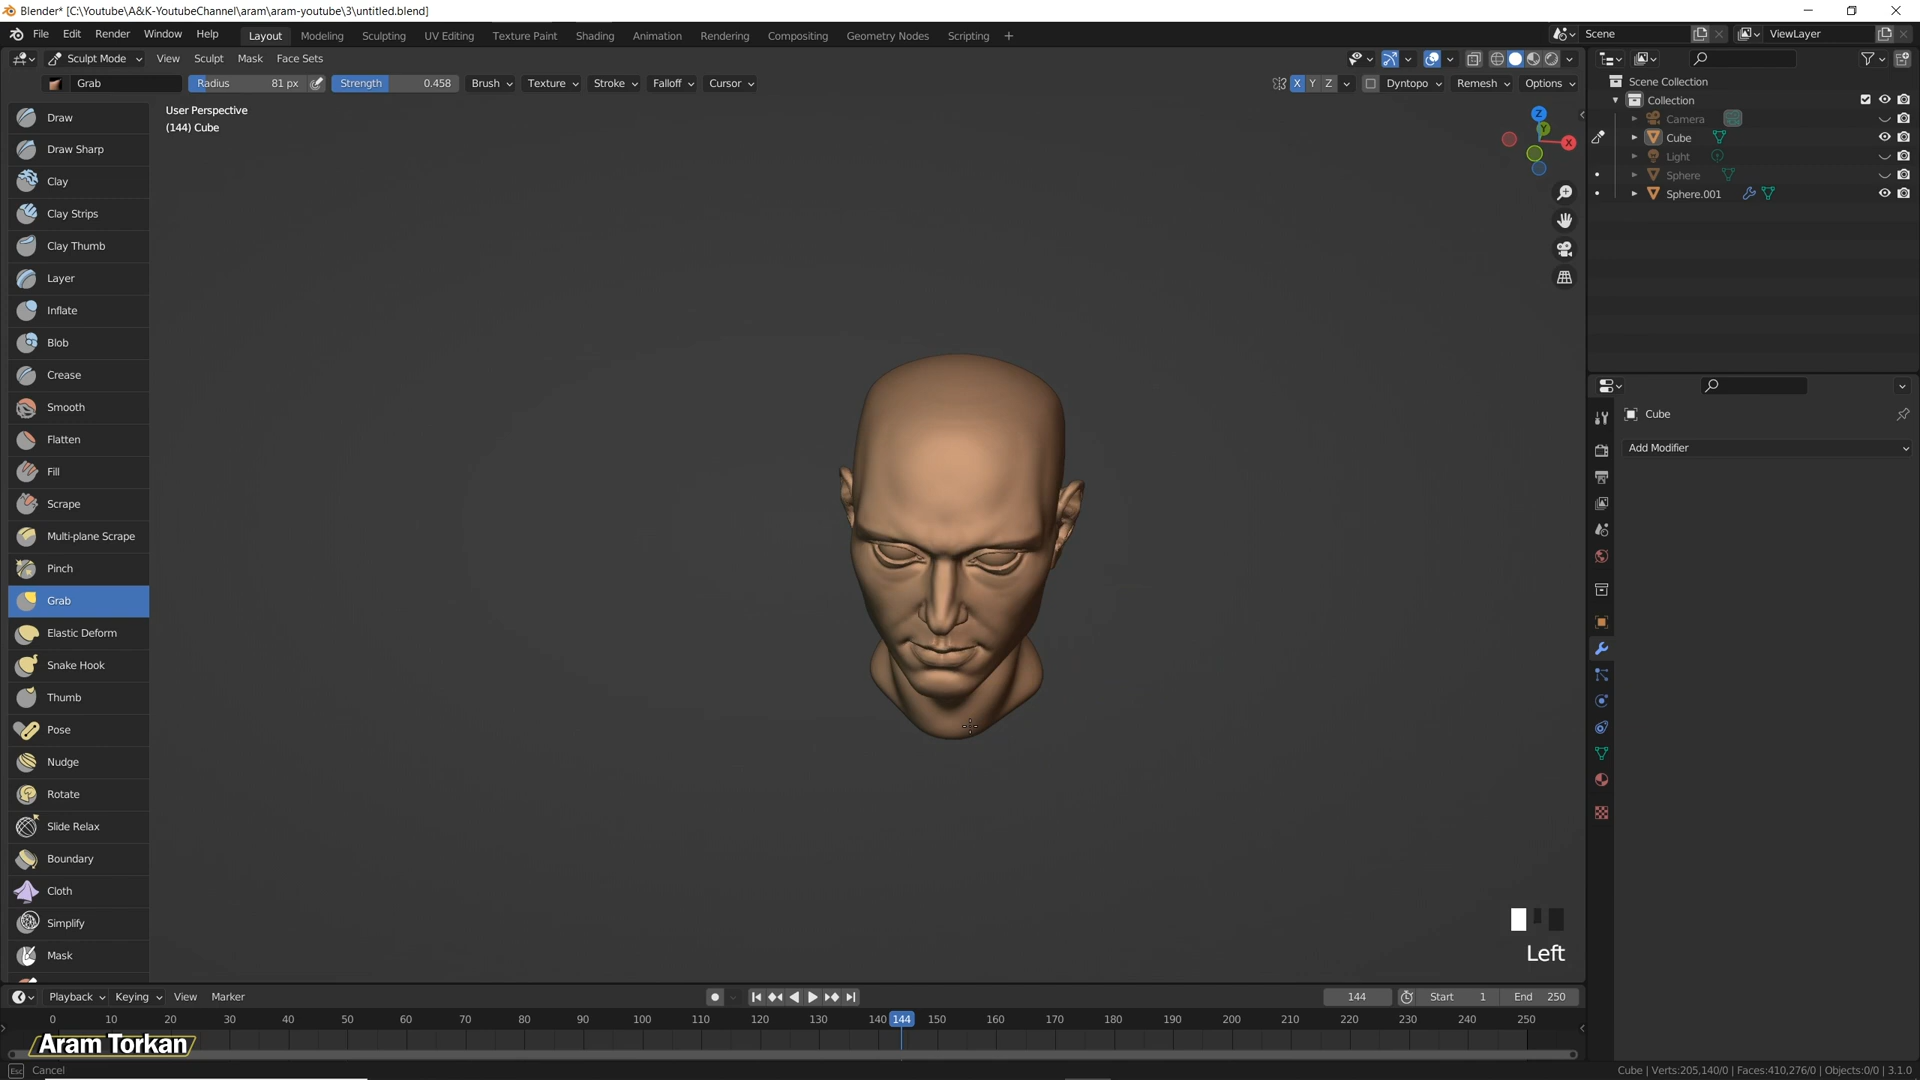 Blender* [C:\Youtube\A&K-YoutubeChannel\aram\aram-youtube\3\untitled.blend]
File Edit Render Window Help Layout Modeling Sculpting UV Editing Texture Paint Shading Animation Rendering Compositing Geometry Nodes Scripting + Scene ViewLayer
Sculpt Mode View Sculpt Mask Face Sets
Grab Radius 81 px Strength 0.458 Brush Texture Stroke Falloff Cursor X Y Z Dyntopo Remesh Options
User Perspective
(144) Cube
Draw
Draw Sharp
Clay
Clay Strips
Clay Thumb
Layer
Inflate
Blob
Crease
Smooth
Flatten
Fill
Scrape
Multi-plane Scrape
Pinch
Grab
Elastic Deform
Snake Hook
Thumb
Pose
Nudge
Rotate
Slide Relax
Boundary
Cloth
Simplify
Mask
Z
Y
X
Scene Collection
Collection
Camera
Cube
Light
Sphere
Sphere.001
Cube
Add Modifier
Left
Playback Keying View Marker 144 Start 1 End 250
0 10 20 30 40 50 60 70 80 90 100 110 120 130 140 144 150 160 170 180 190 200 210 220 230 240 250
Aram Torkan
Esc Cancel Cube | Verts:205,140/0 | Faces:410,276/0 | Objects:0/0 | 3.1.0